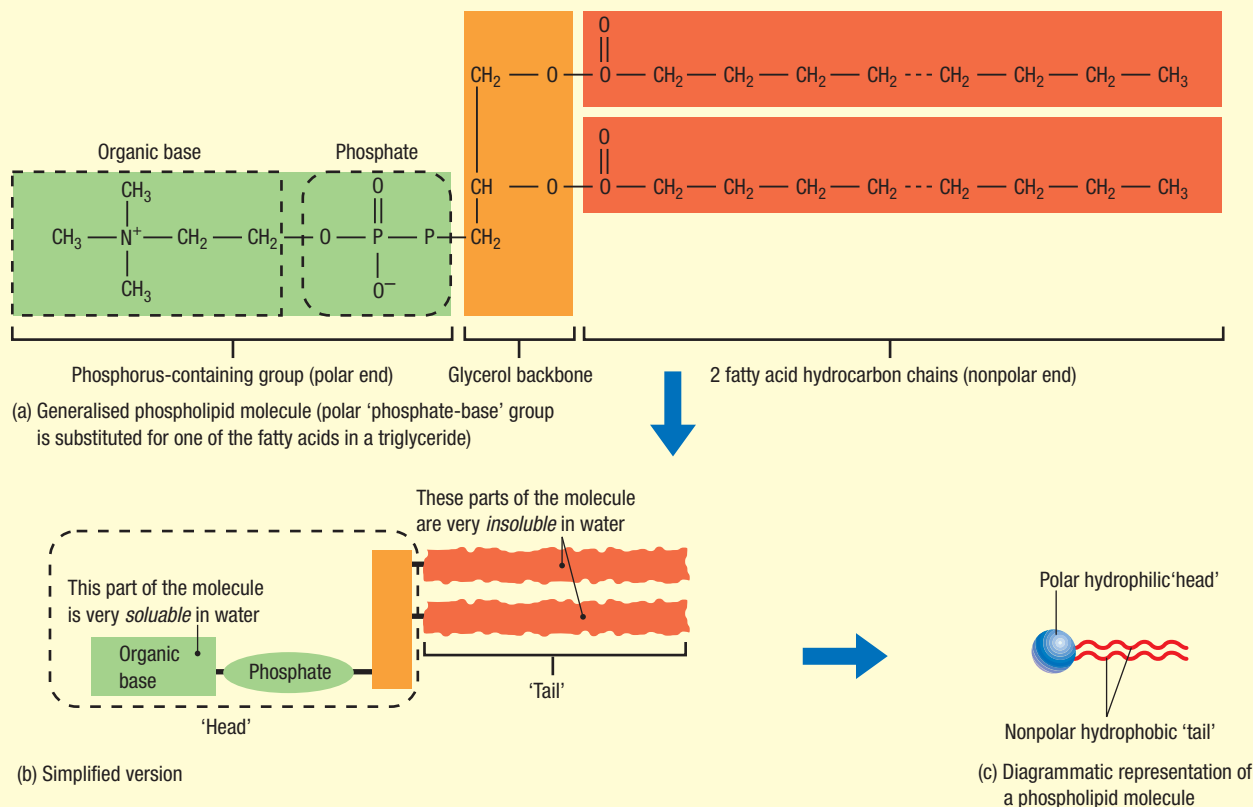 O
CH2 — O — O — CH2 — CH2 — CH2 — CH2 --- CH2 — CH2 — CH2 — CH3
O
CH — O — O — CH2 — CH2 — CH2 — CH2 --- CH2 — CH2 — CH2 — CH3
Organic base
Phosphate
CH3
O
CH3 — N+ — CH2 — CH2 — O — P — P — CH2
CH3
O−
Phosphorus-containing group (polar end)
Glycerol backbone
2 fatty acid hydrocarbon chains (nonpolar end)
(a) Generalised phospholipid molecule (polar ‘phosphate-base’ group
is substituted for one of the fatty acids in a triglyceride)
These parts of the molecule
are very insoluble in water
This part of the molecule
is very soluable in water
Organic
base
Phosphate
‘Head’
‘Tail’
(b) Simplified version
Polar hydrophilic‘head’
Nonpolar hydrophobic ‘tail’
(c) Diagrammatic representation of
a phospholipid molecule